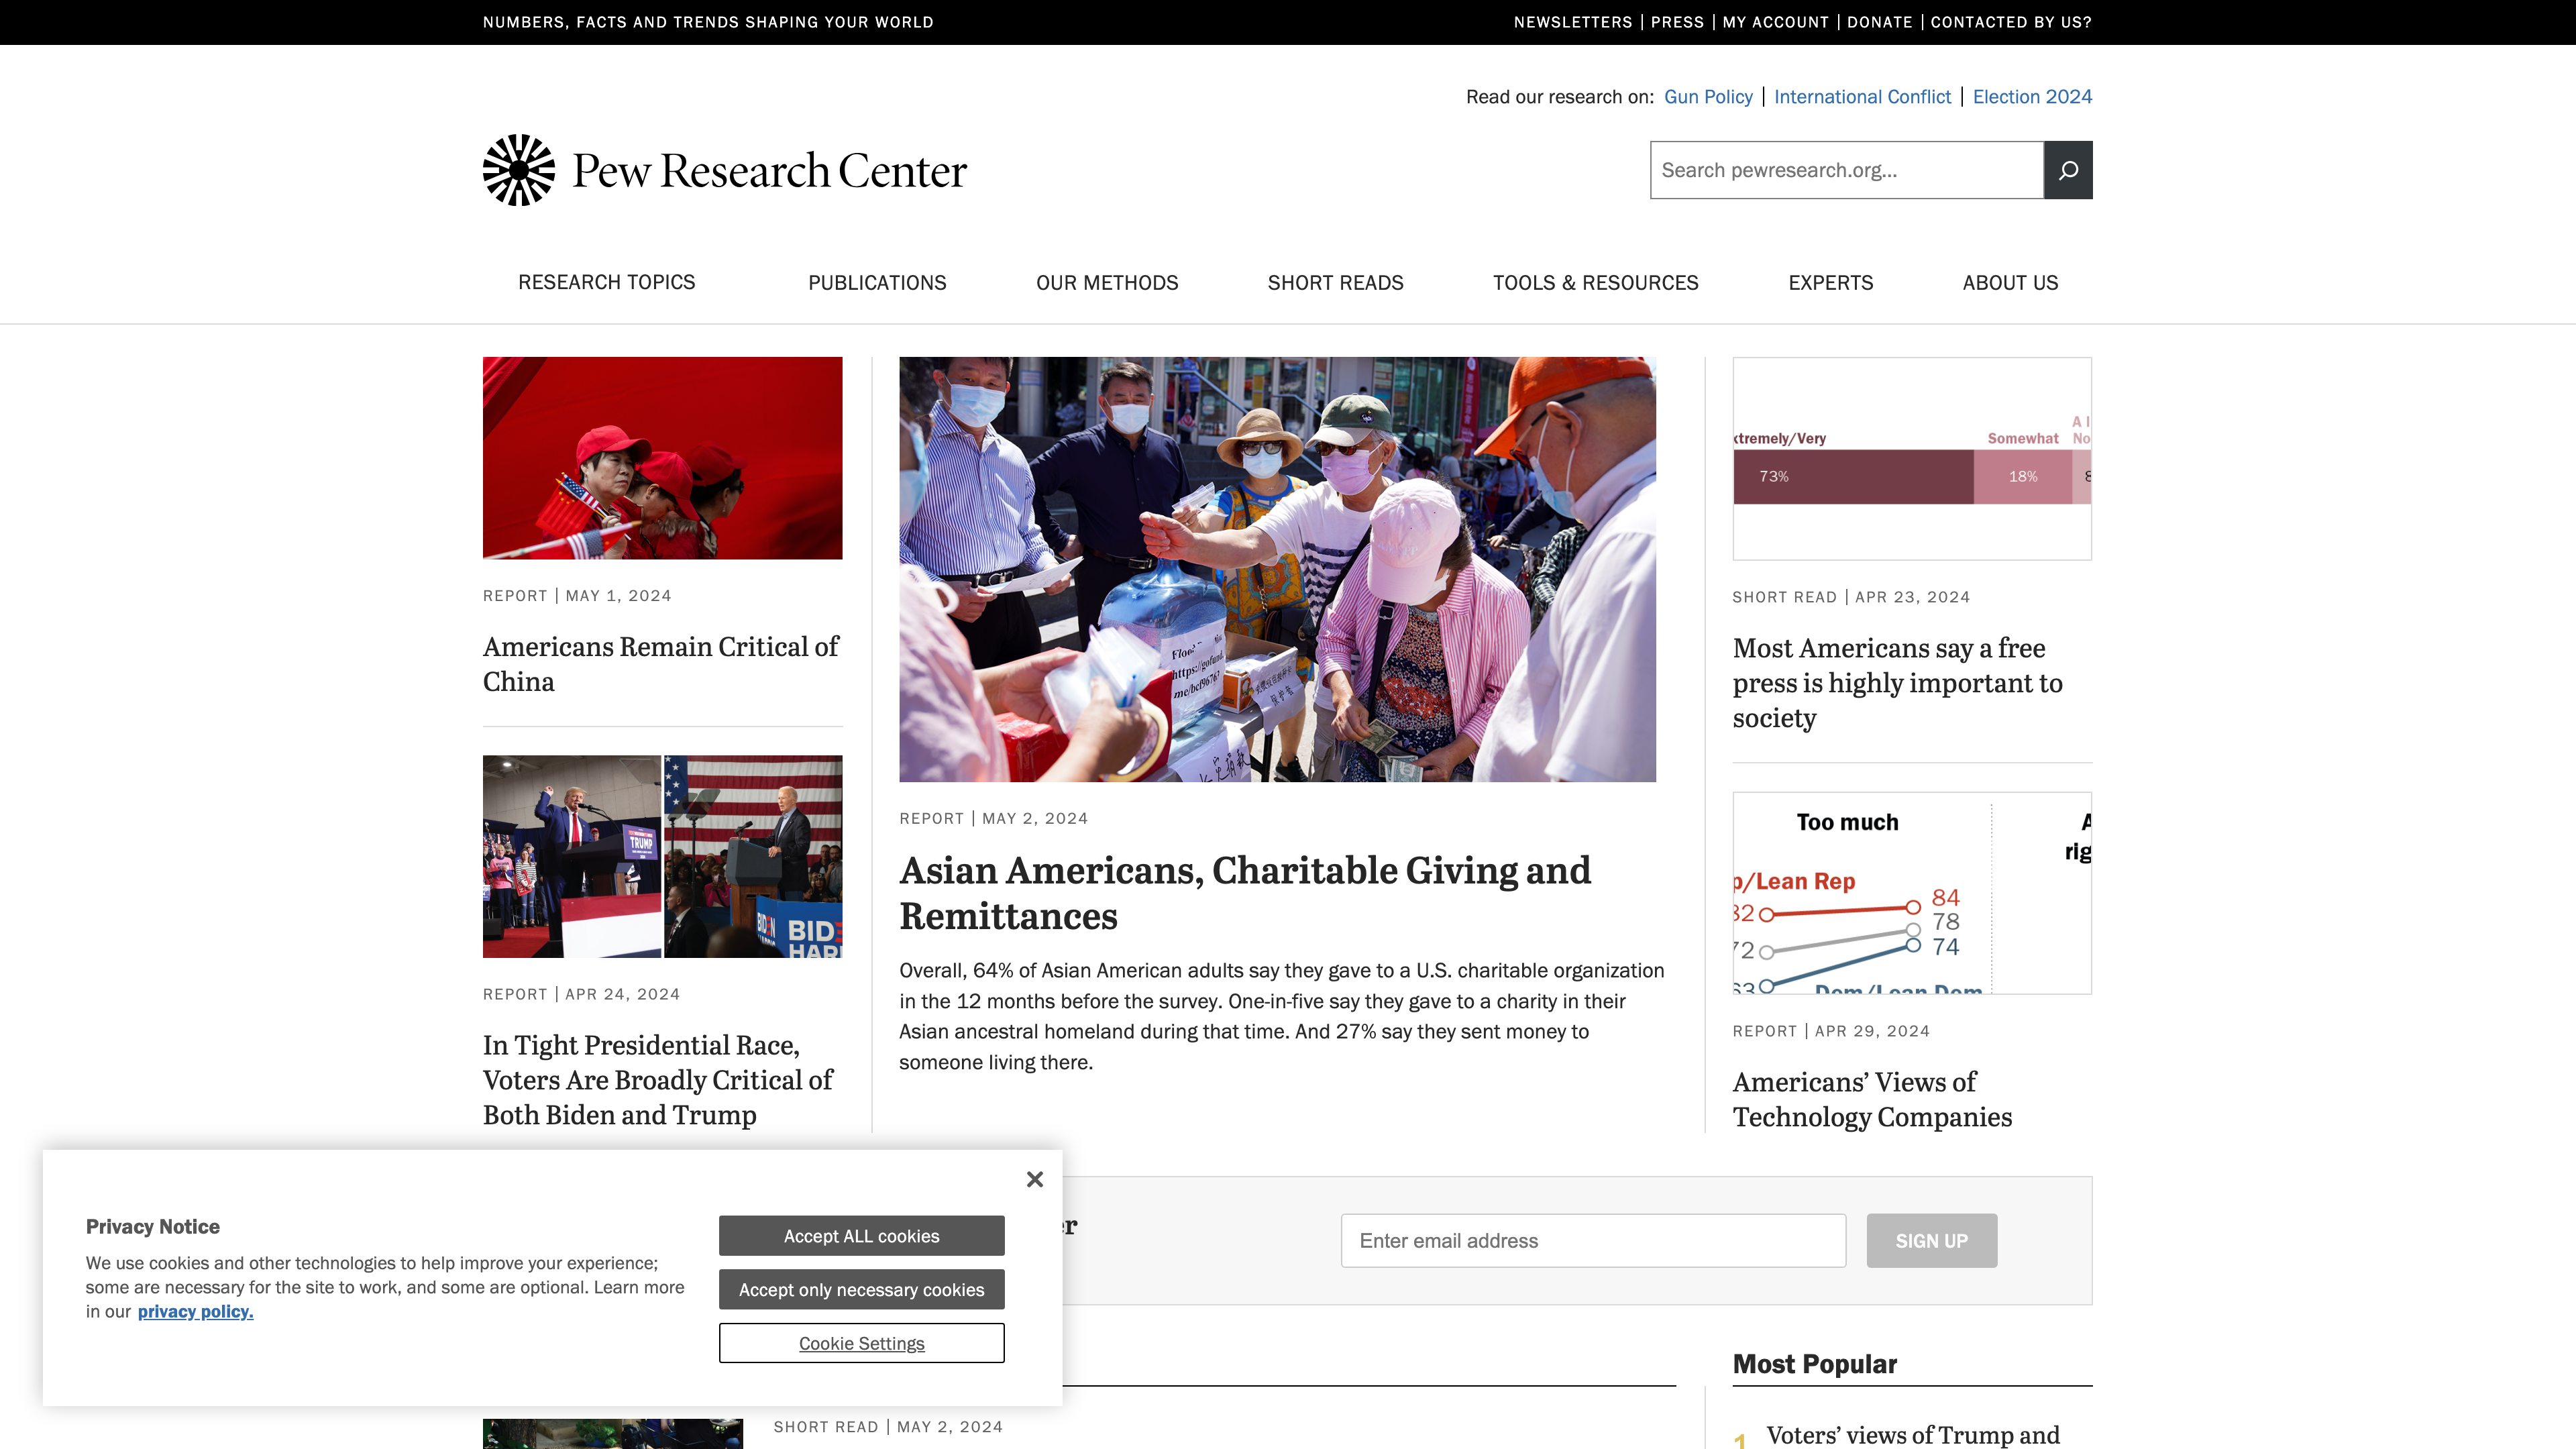 NUMBERS, FACTS AND TRENDS SHAPING YOUR WORLD
NEWSLETTERS | PRESS | MY ACCOUNT | DONATE | CONTACTED BY US?
Read our research on: Gun Policy | International Conflict | Election 2024
Pew Research Center
Search pewresearch.org...
RESEARCH TOPICS
PUBLICATIONS
OUR METHODS
SHORT READS
TOOLS & RESOURCES
EXPERTS
ABOUT US
REPORT | MAY 1, 2024
Americans Remain Critical of
China
TRUMP
REPORT | APR 24, 2024
In Tight Presidential Race,
Voters Are Broadly Critical of
Both Biden and Trump
https://gofund.
REPORT | MAY 2, 2024
Asian Americans, Charitable Giving and
Remittances
Overall, 64% of Asian American adults say they gave to a U.S. charitable organization
in the 12 months before the survey. One-in-five say they gave to a charity in their
Asian ancestral homeland during that time. And 27% say they sent money to
someone living there.
Somewhat
73%
18%
SHORT READ | APR 23, 2024
Most Americans say a free
press is highly important to
society
Too much
Lean Rep
84
78
74
Dem/Lean Dem
REPORT | APR 29, 2024
Americans’ Views of
Technology Companies
Privacy Notice
We use cookies and other technologies to help improve your experience;
some are necessary for the site to work, and some are optional. Learn more
in our privacy policy.
Accept ALL cookies
Accept only necessary cookies
Cookie Settings
Enter email address
SIGN UP
SHORT READ | MAY 2, 2024
Most Popular
1
Voters’ views of Trump and